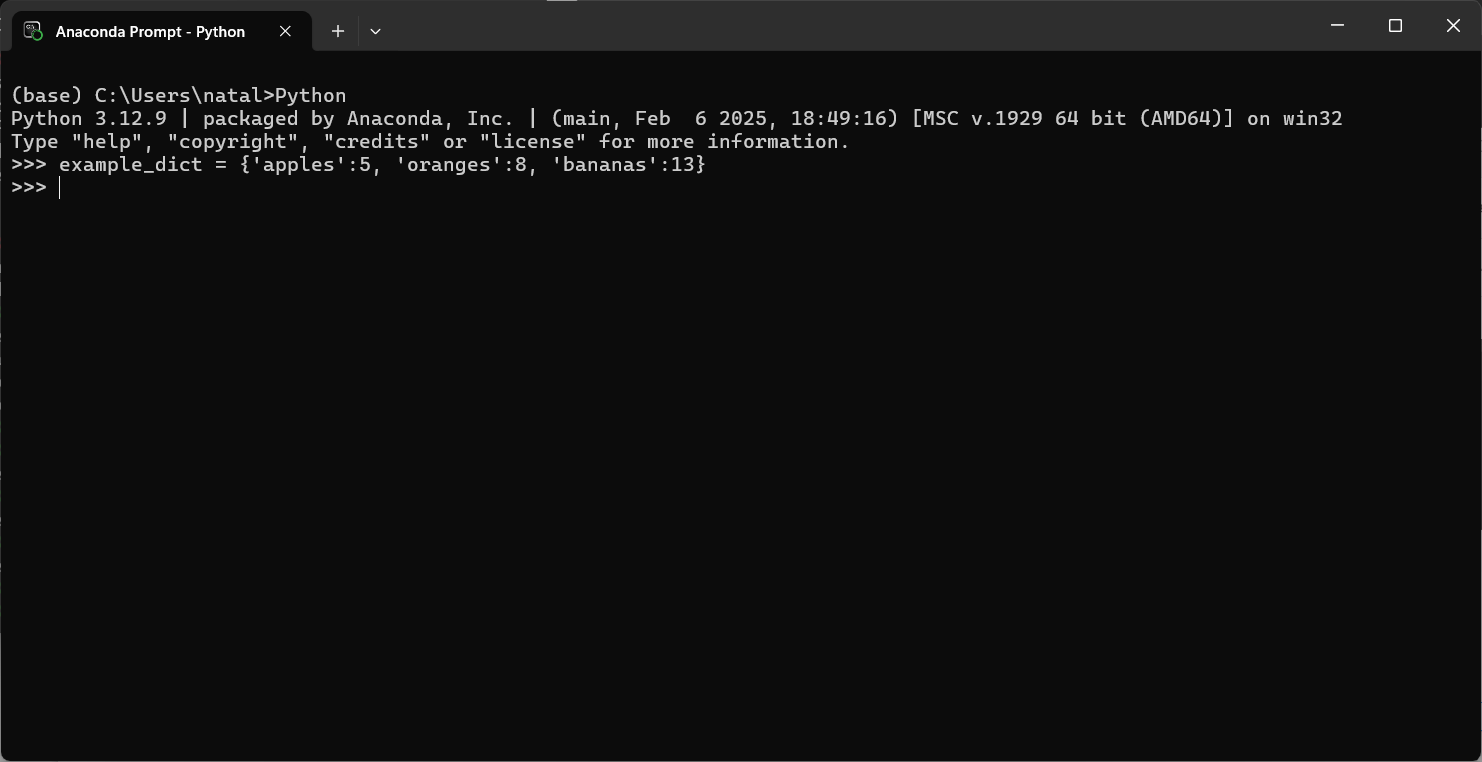 Anaconda Prompt - Python
(base) C:\Users\natal>Python
Python 3.12.9 | packaged by Anaconda, Inc. | (main, Feb  6 2025, 18:49:16) [MSC v.1929 64 bit (AMD64)] on win32
Type "help", "copyright", "credits" or "license" for more information.
>>> example_dict = {'apples':5, 'oranges':8, 'bananas':13}
>>>